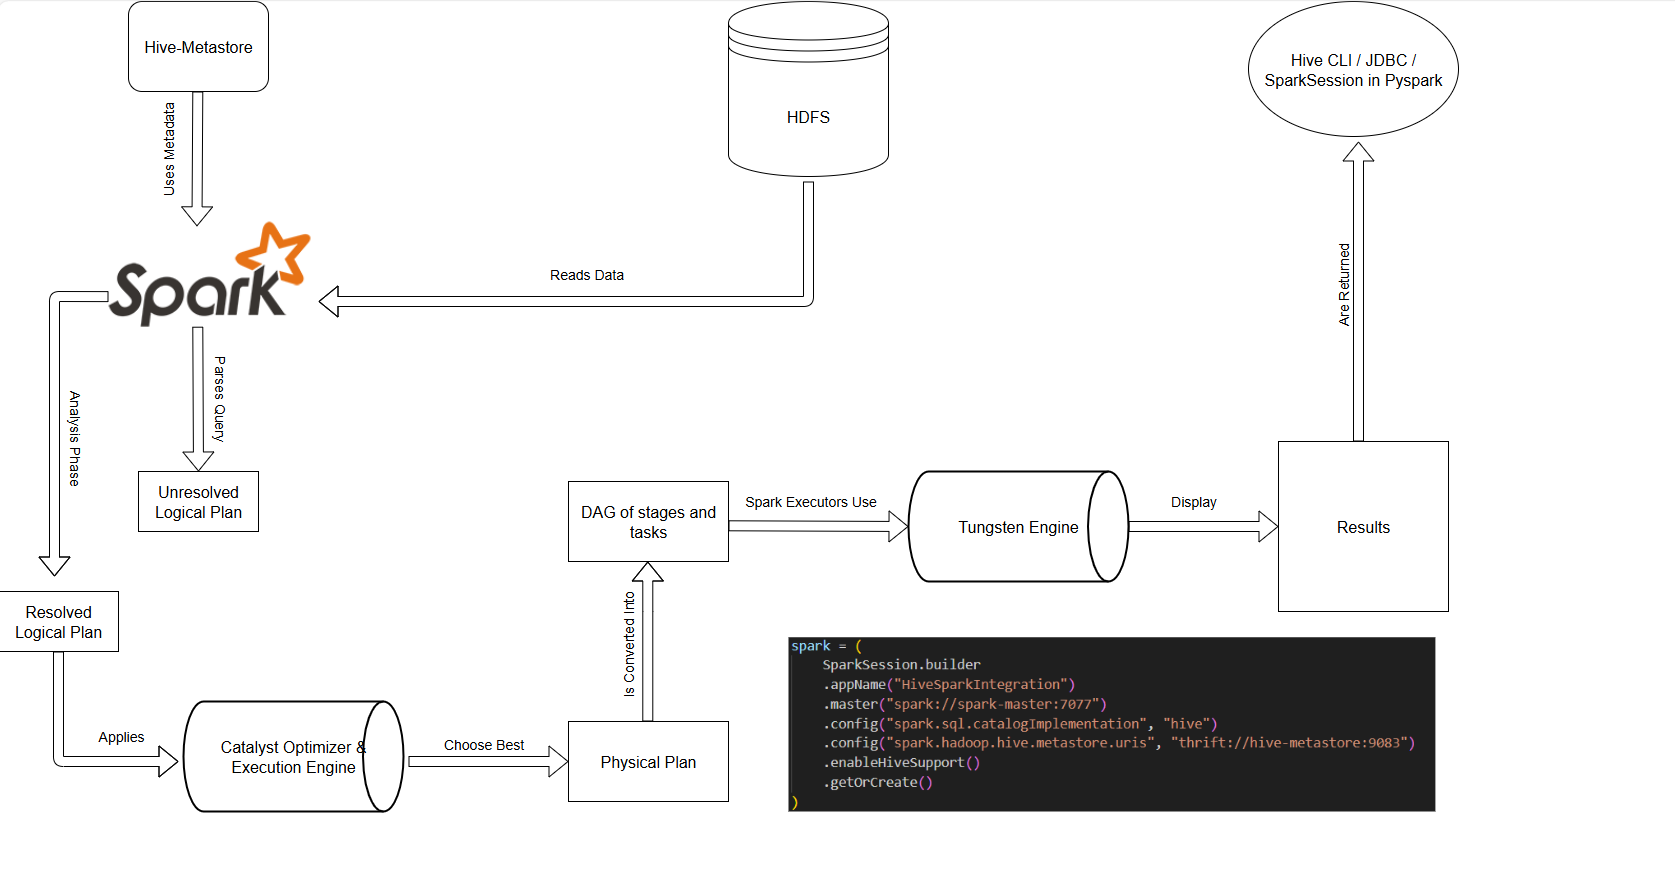 Hive-Metastore
HDFS
Hive CLI / JDBC /
SparkSession in Pyspark
Uses Metadata
Spark
Reads Data
Are Returned
Parses Query
Analysis Phase
Unresolved
Logical Plan
DAG of stages and
tasks
Spark Executors Use
Tungsten Engine
Display
Results
Resolved
Logical Plan
Is Converted Into
Applies
Catalyst Optimizer &
Execution Engine
Choose Best
Physical Plan
spark = (
    SparkSession.builder
    .appName("HiveSparkIntegration")
    .master("spark://spark-master:7077")
    .config("spark.sql.catalogImplementation", "hive")
    .config("spark.hadoop.hive.metastore.uris", "thrift://hive-metastore:9083")
    .enableHiveSupport()
    .getOrCreate()
)